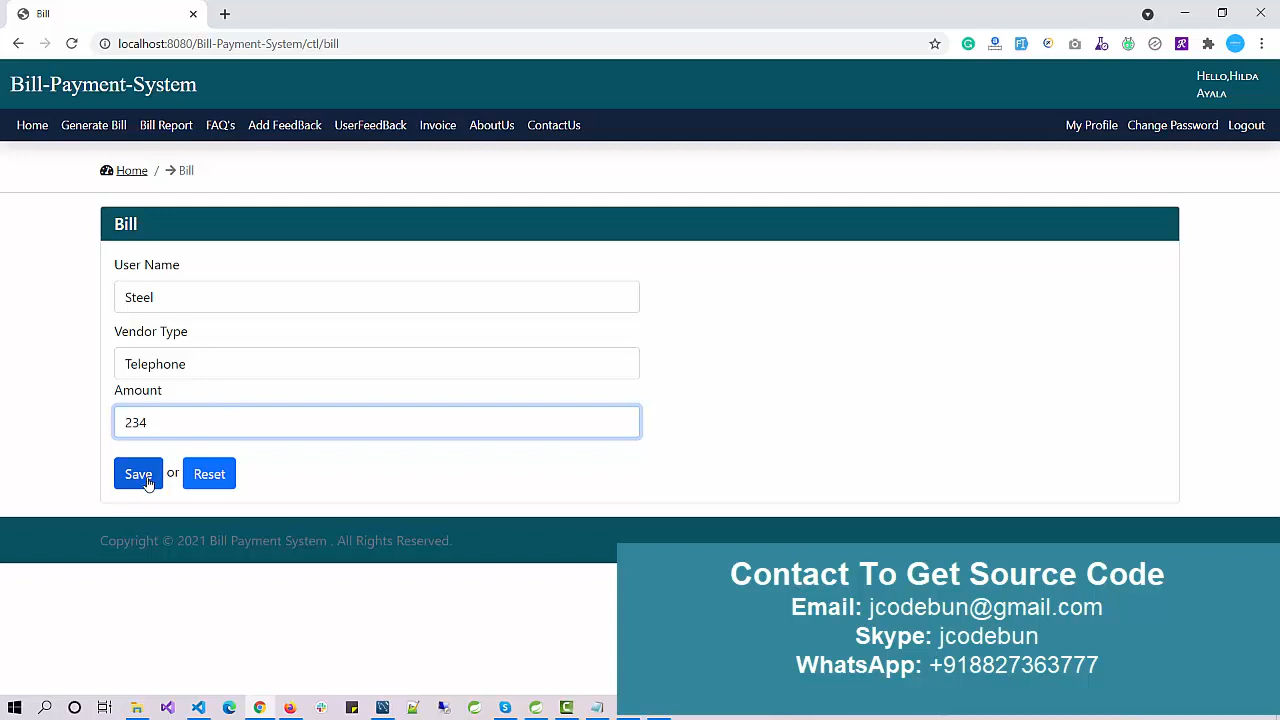 Bill
localhost:8080/Bill-Payment-System/ctl/bill
Bill-Payment-System
Hello,Hilda
Ayala
Home Generate Bill Bill Report FAQ's Add FeedBack UserFeedBack Invoice AboutUs ContactUs My Profile Change Password Logout
Home / → Bill
Bill
User Name
Steel
Vendor Type
Telephone
Amount
234
Save or Reset
Copyright © 2021 Bill Payment System . All Rights Reserved.
Contact To Get Source Code
Email: jcodebun@gmail.com
Skype: jcodebun
WhatsApp: +918827363777